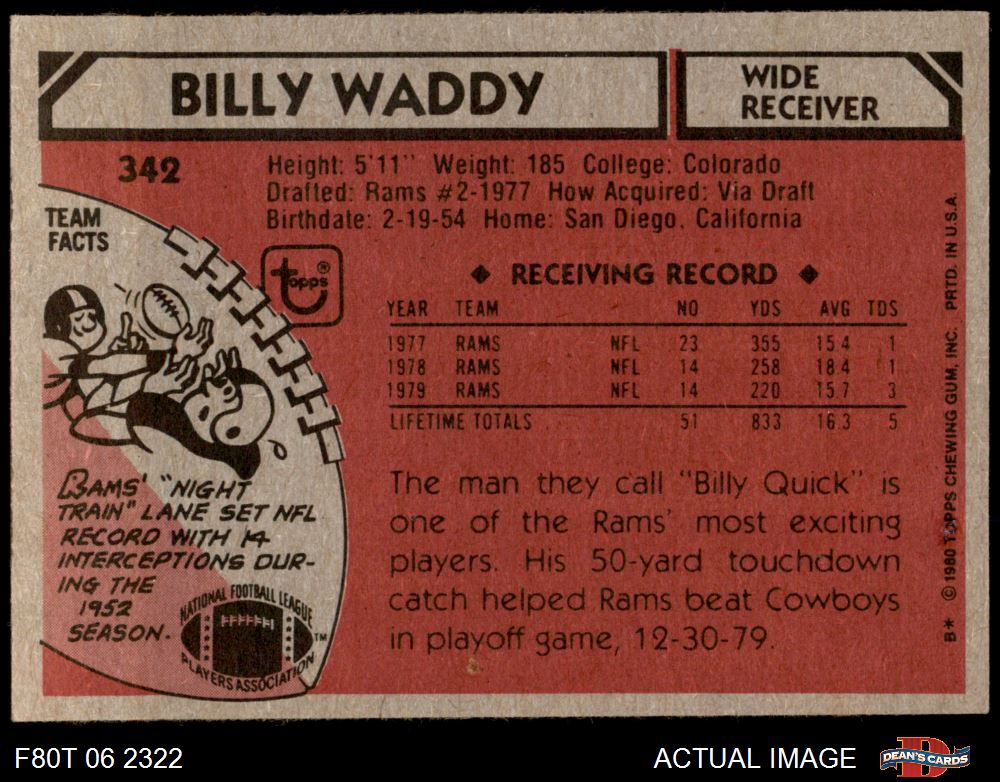 BILLY WADDY
WIDE
RECEIVER
342
Height: 5'11" Weight: 185 College: Colorado
Drafted: Rams #2-1977 How Acquired: Via Draft
Birthdate: 2-19-54 Home: San Diego, California
TEAM
FACTS
topps®
◆ RECEIVING RECORD ◆
YEAR TEAM NO YDS AVG TDS
1977 RAMS NFL 23 355 15.4 1
1978 RAMS NFL 14 258 18.4 1
1979 RAMS NFL 14 220 15.7 3
LIFETIME TOTALS 51 833 16.3 5
RAMS' "NIGHT
TRAIN" LANE SET NFL
RECORD WITH 14
INTERCEPTIONS DUR-
ING THE
1952
SEASON.
NATIONAL FOOTBALL LEAGUE
PLAYERS ASSOCIATION
TM
The man they call "Billy Quick" is
one of the Rams' most exciting
players. His 50-yard touchdown
catch helped Rams beat Cowboys
in playoff game, 12-30-79.
B* © 1980 TOPPS CHEWING GUM, INC. PRTD. IN U.S.A.
F80T 06 2322
ACTUAL IMAGE
DEAN'S CARDS